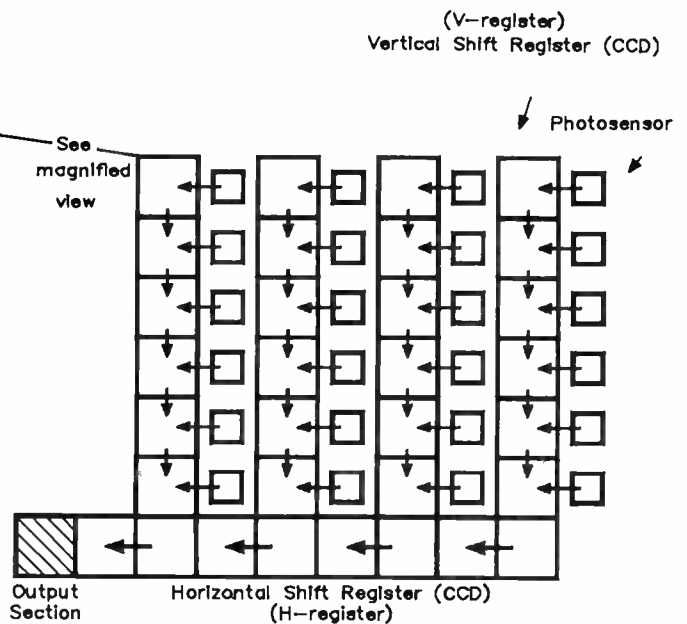 (V-register)
Vertical Shift Register (CCD)
Photosensor
See
magnified
view
Output
Section
Horizontal Shift Register (CCD)
(H-register)